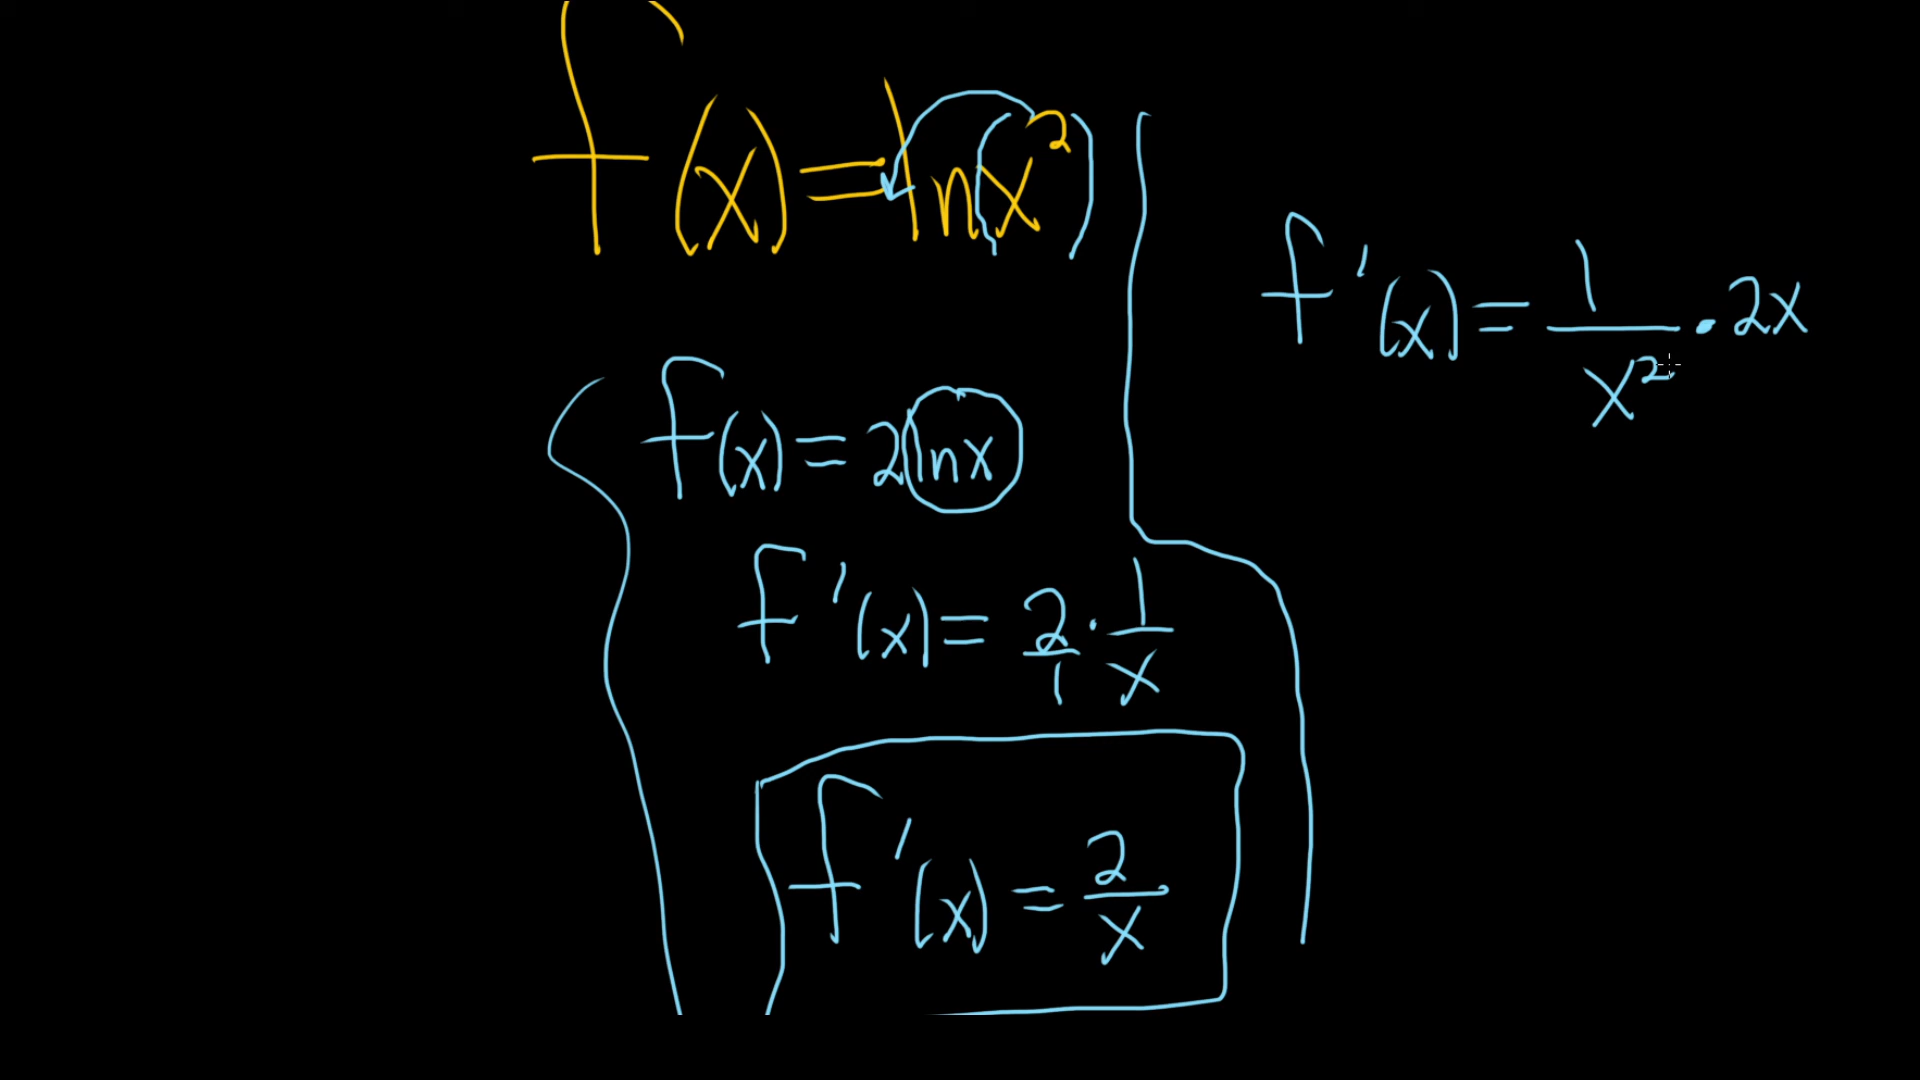 f(x) = ln(x²)
f(x) = 2 ln x
f'(x) = 2/1 · 1/x
f'(x) = 2/x
f'(x) = 1/x² · 2x